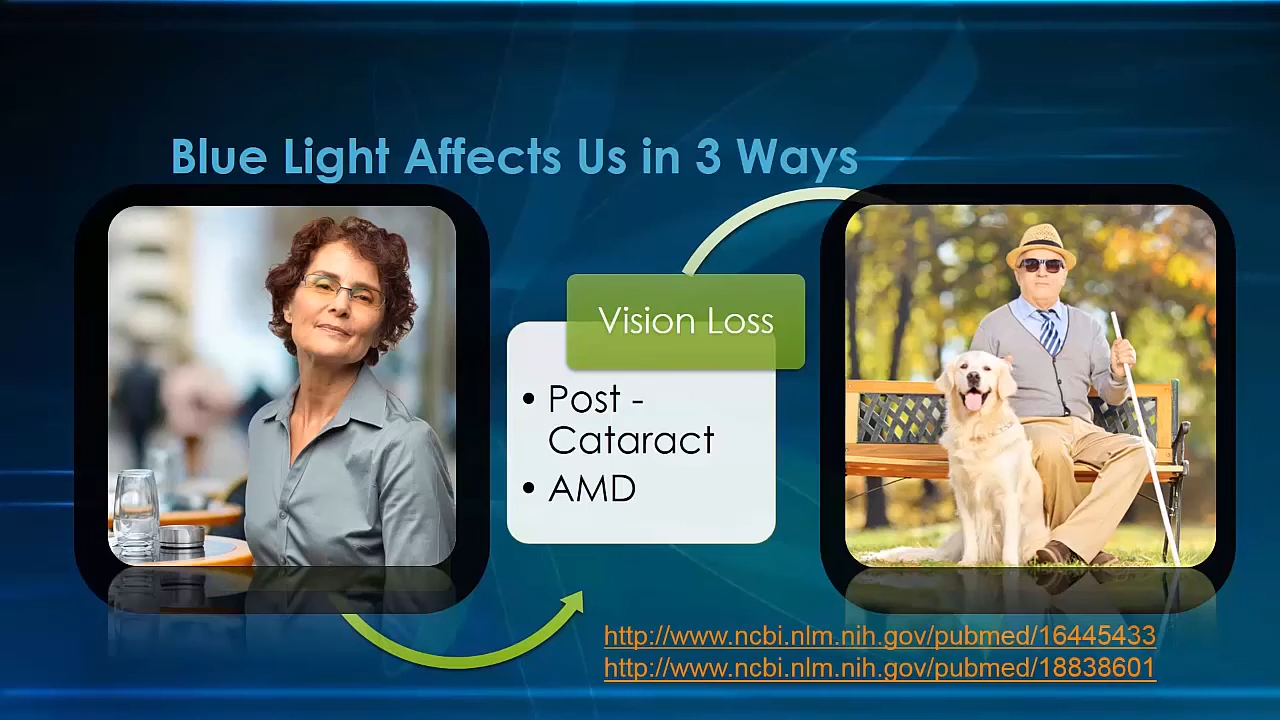 Blue Light Affects Us in 3 Ways
Vision Loss
• Post -
Cataract
• AMD
http://www.ncbi.nlm.nih.gov/pubmed/16445433
http://www.ncbi.nlm.nih.gov/pubmed/18838601